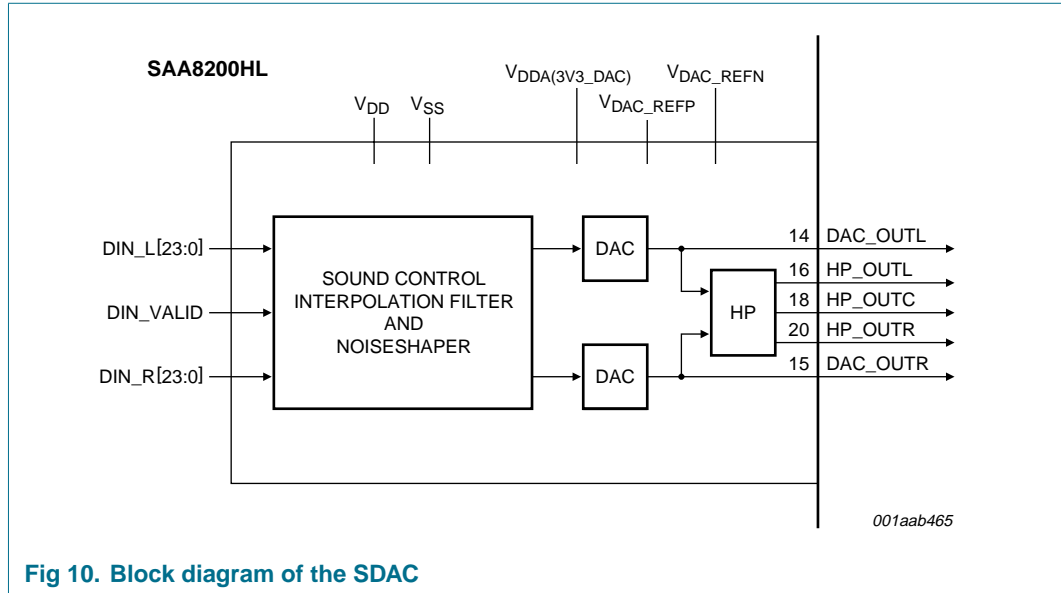 SAA8200HL
VDD
VSS
VDDA(3V3_DAC)
VDAC_REFP
VDAC_REFN
DIN_L[23:0]
DIN_VALID
DIN_R[23:0]
SOUND CONTROL
INTERPOLATION FILTER
AND
NOISESHAPER
DAC
DAC
HP
14 DAC_OUTL
16 HP_OUTL
18 HP_OUTC
20 HP_OUTR
15 DAC_OUTR
001aab465
Fig 10. Block diagram of the SDAC